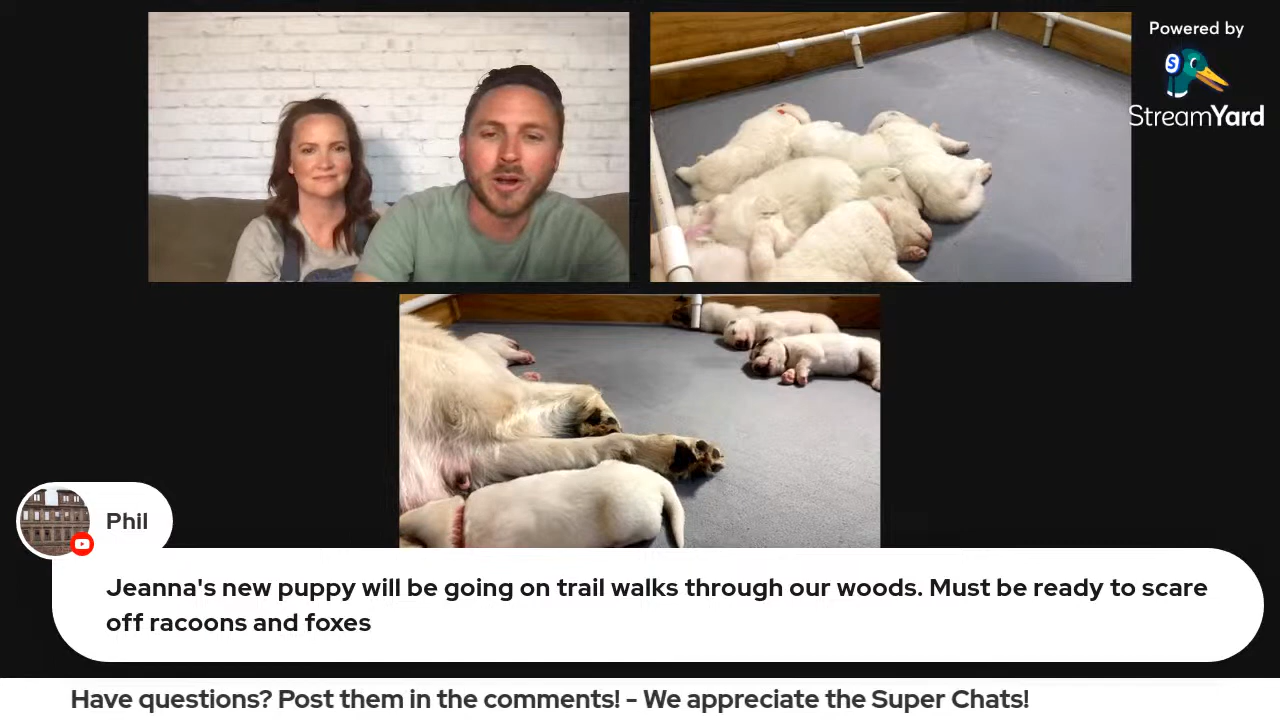 Powered by
StreamYard
Phil
Jeanna's new puppy will be going on trail walks through our woods. Must be ready to scare
off racoons and foxes
Have questions? Post them in the comments! - We appreciate the Super Chats!